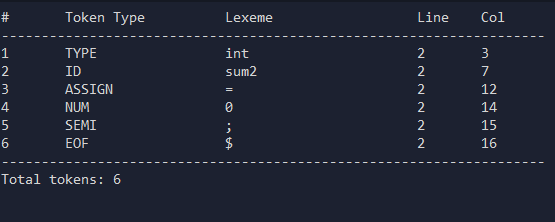 #       Token Type          Lexeme              Line   Col
--------------------------------------------------------------------
1       TYPE                int                 2       3
2       ID                  sum2                2       7
3       ASSIGN              =                   2       12
4       NUM                 0                   2       14
5       SEMI                ;                   2       15
6       EOF                 $                   2       16
--------------------------------------------------------------------
Total tokens: 6